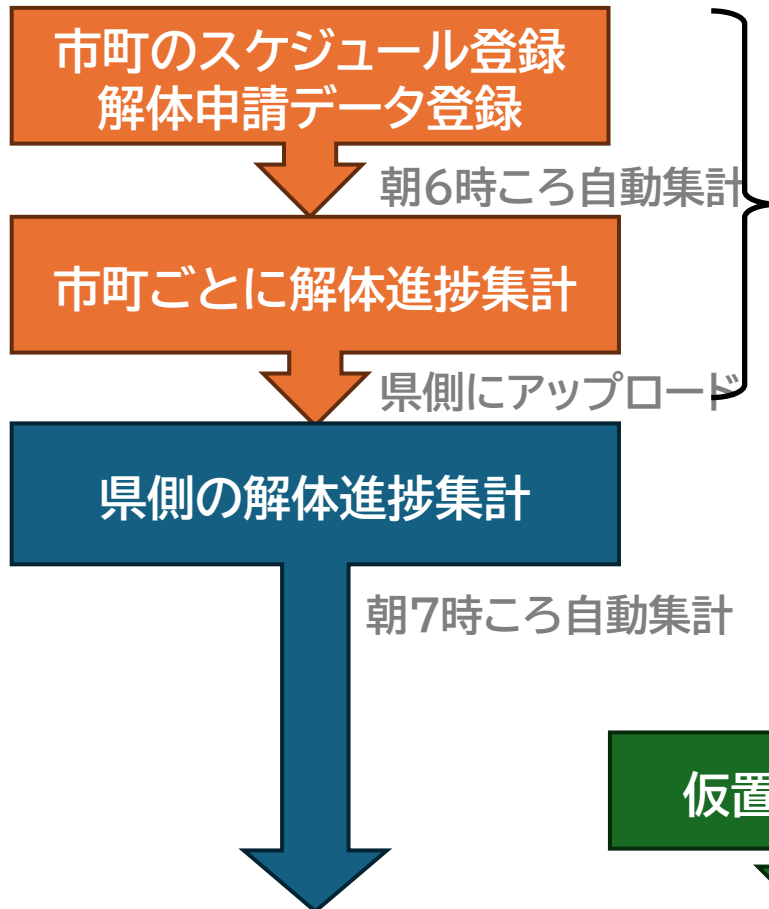 市町のスケジュール登録
解体申請データ登録
朝6時ころ自動集計
市町ごとに解体進捗集計
県側にアップロード
県側の解体進捗集計
朝7時ころ自動集計
仮置